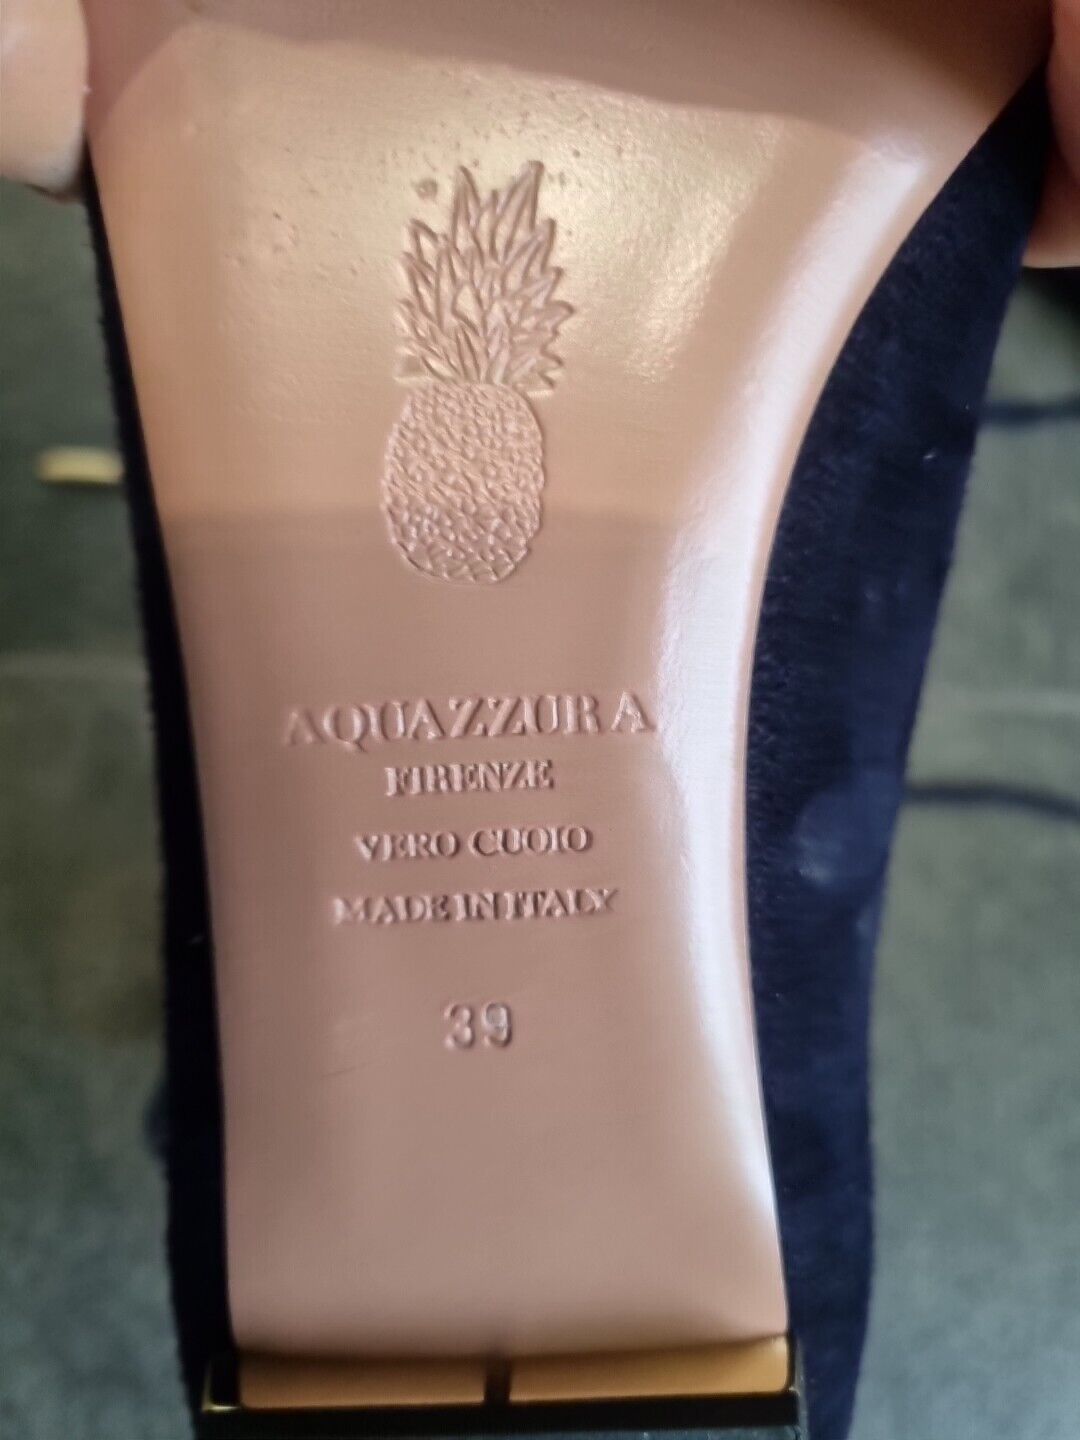 AQUAZZURA
FIRENZE
VERO CUOIO
MADE IN ITALY
39